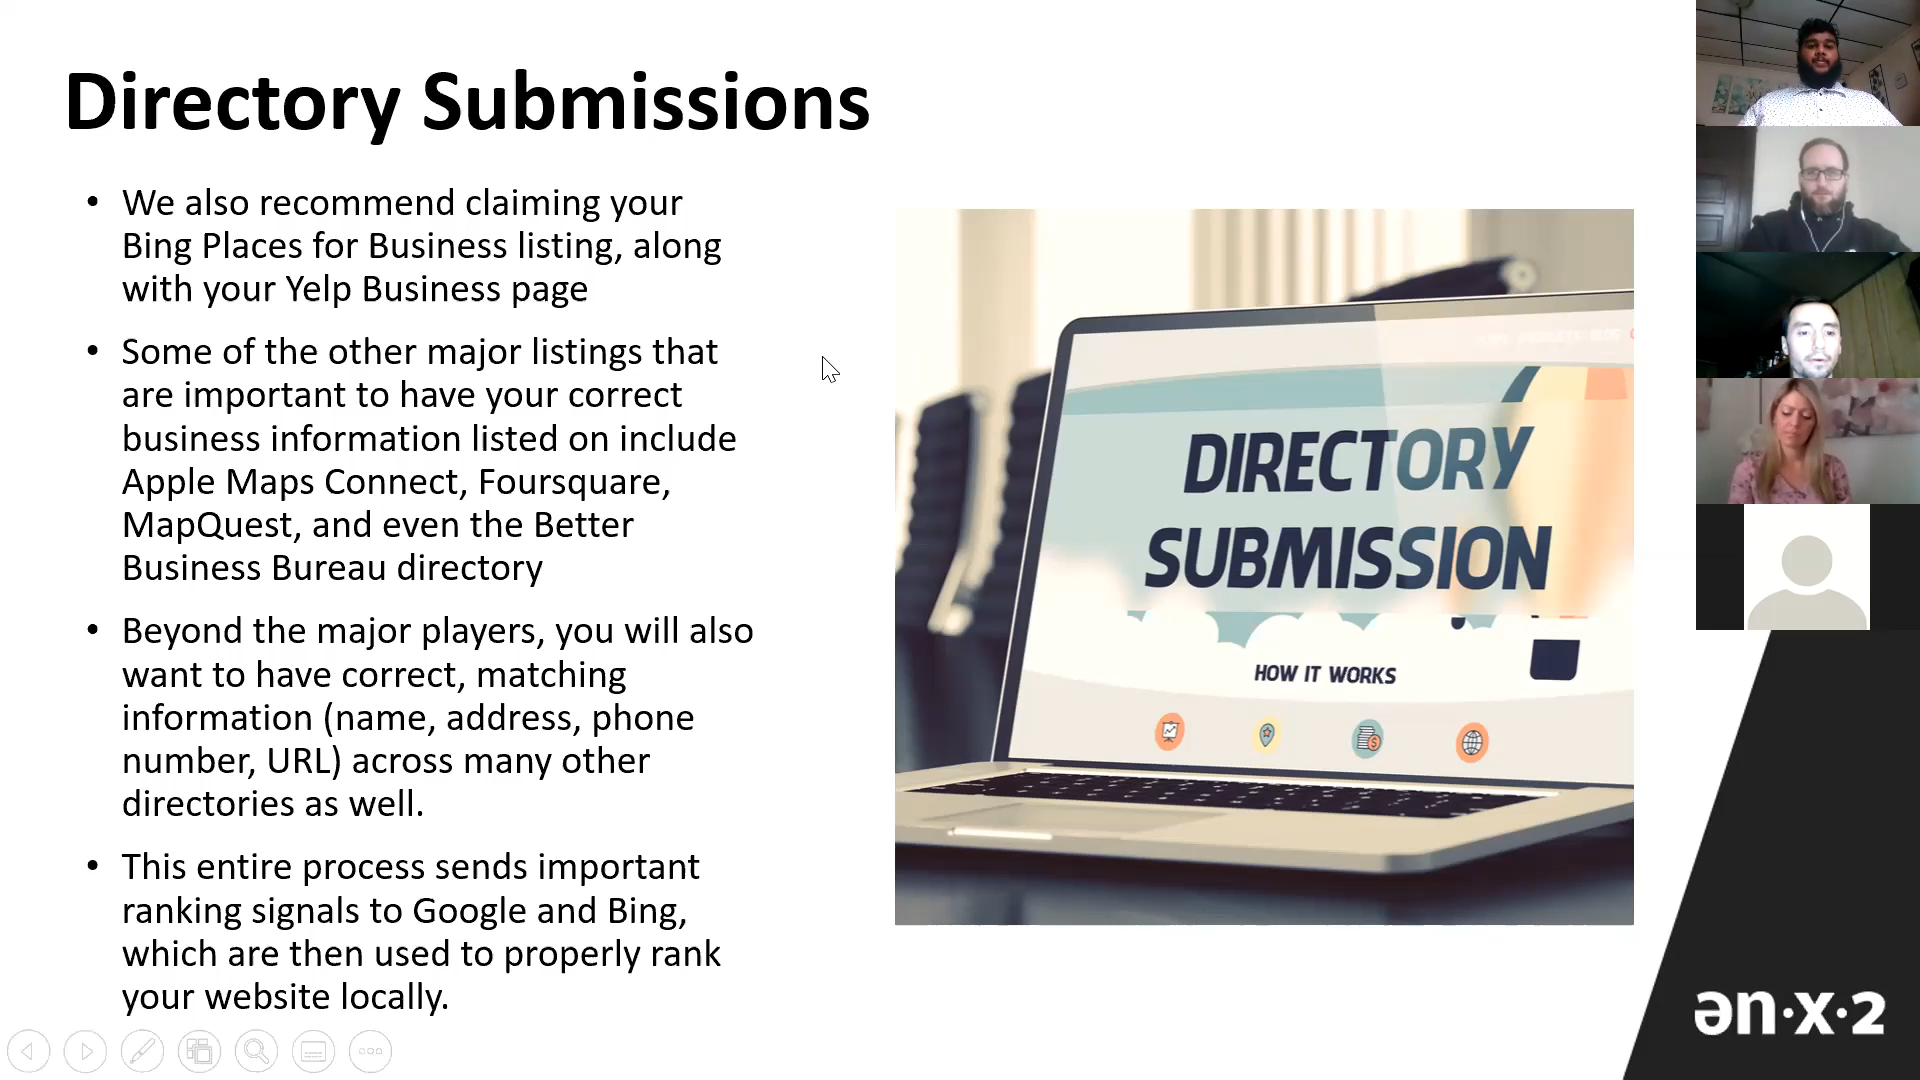 Directory Submissions
• We also recommend claiming your
Bing Places for Business listing, along
with your Yelp Business page
• Some of the other major listings that
are important to have your correct
business information listed on include
Apple Maps Connect, Foursquare,
MapQuest, and even the Better
Business Bureau directory
• Beyond the major players, you will also
want to have correct, matching
information (name, address, phone
number, URL) across many other
directories as well.
• This entire process sends important
ranking signals to Google and Bing,
which are then used to properly rank
your website locally.
DIRECTORY
SUBMISSION
HOW IT WORKS
ən·x·2